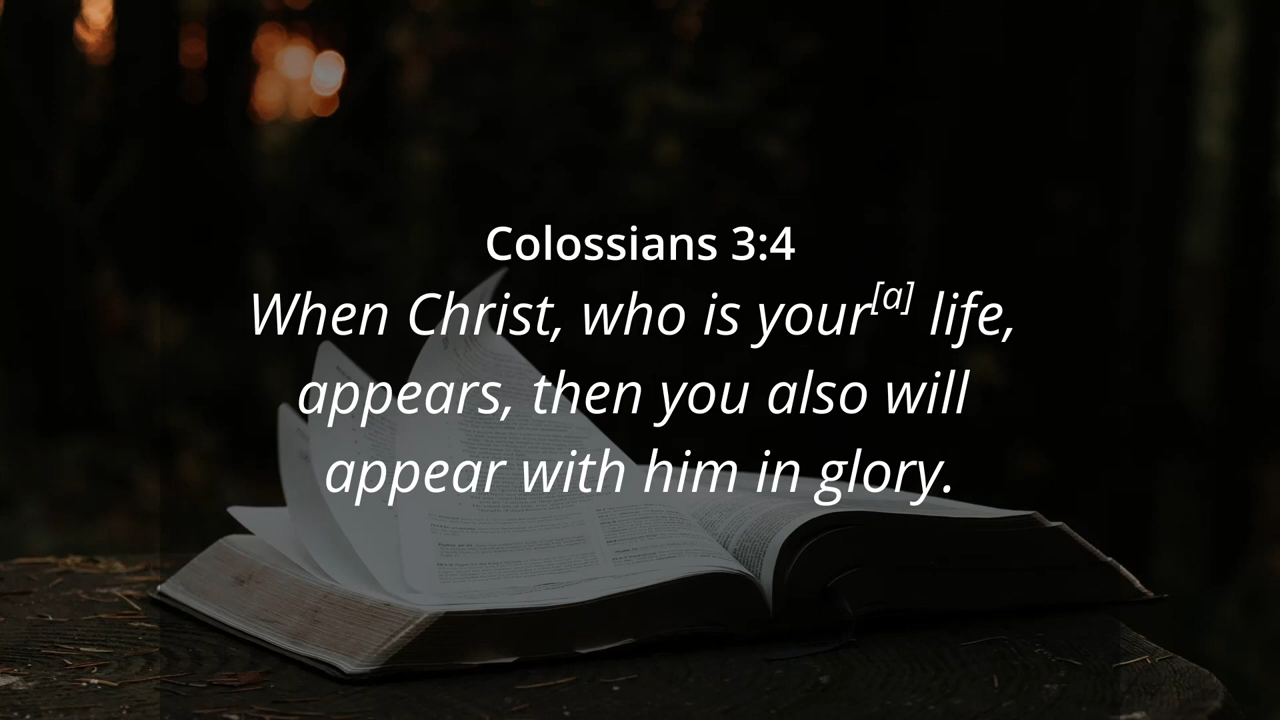 Colossians 3:4
When Christ, who is your[a] life,
appears, then you also will
appear with him in glory.